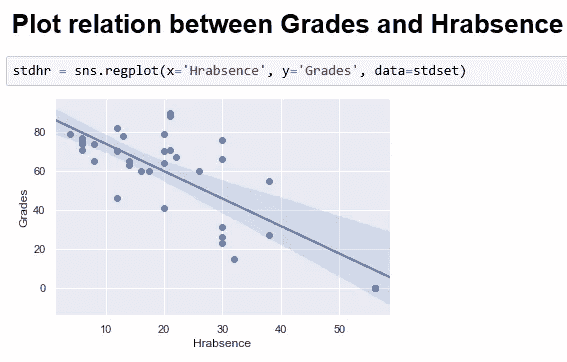 Plot relation between Grades and Hrabsence
stdhr = sns.regplot(x='Hrabsence', y='Grades', data=stdset)
80
60
40
20
0
Grades
10 20 30 40 50
Hrabsence